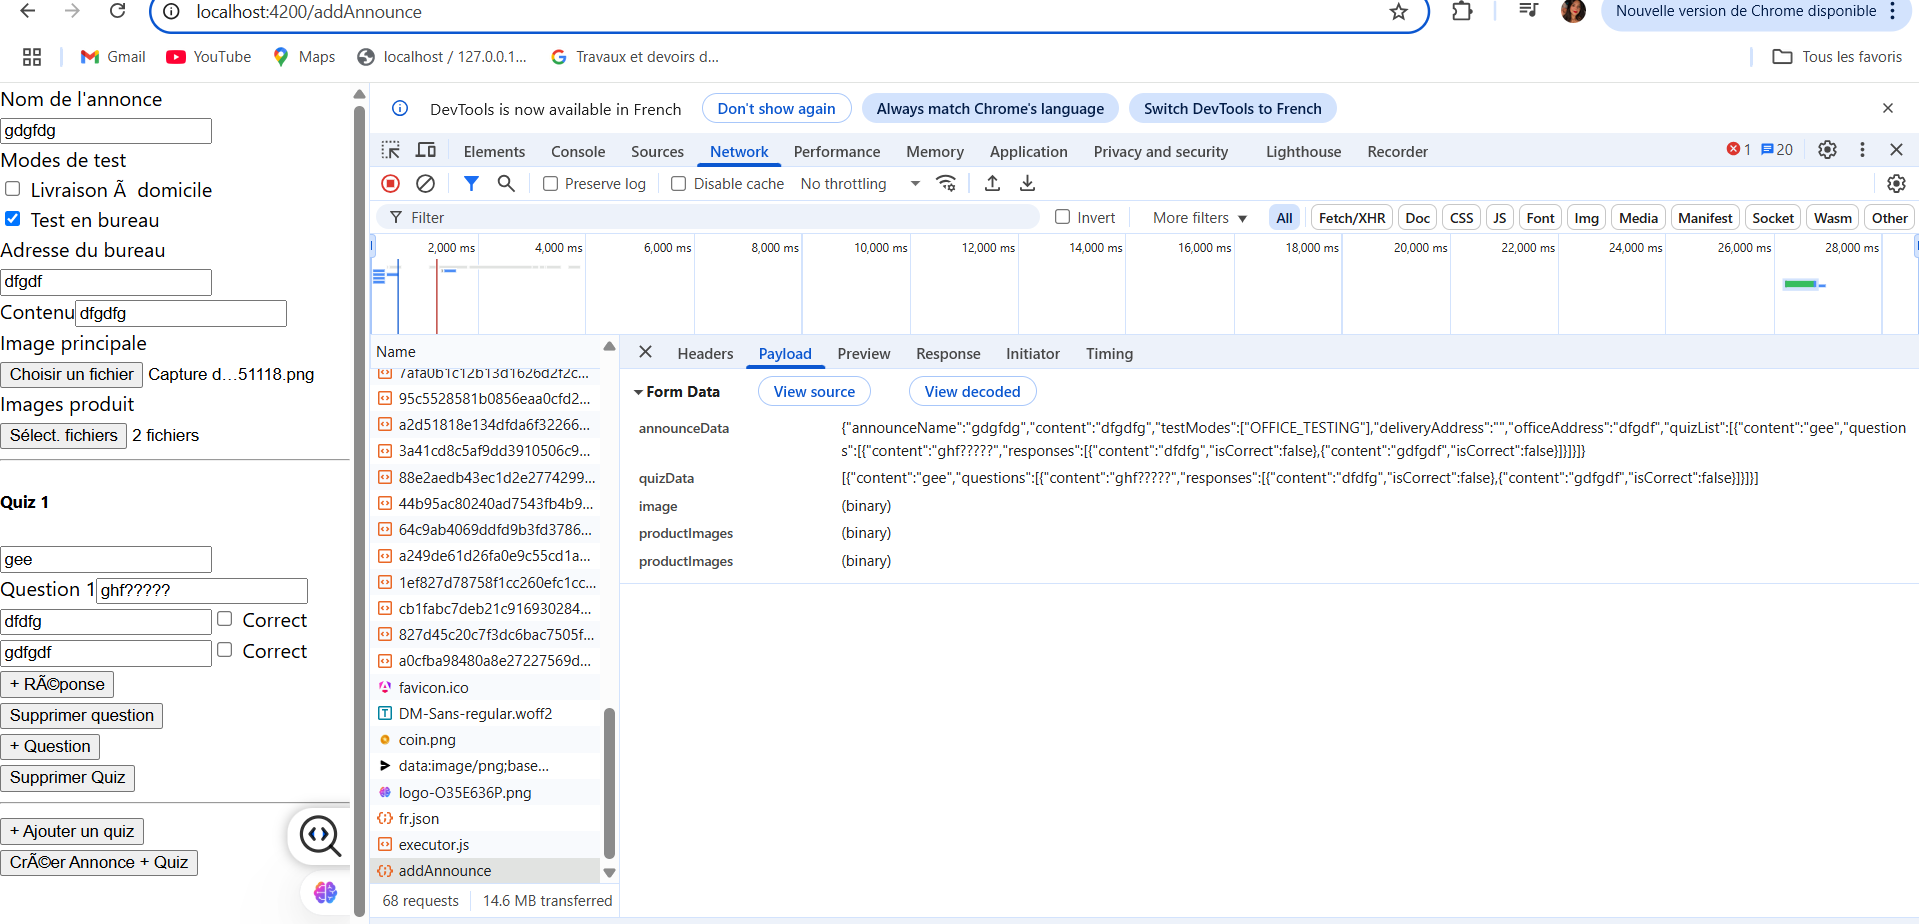 localhost:4200/addAnnounce
Nouvelle version de Chrome disponible
Gmail
YouTube
Maps
localhost / 127.0.0.1...
Travaux et devoirs d...
Tous les favoris
Nom de l'annonce
gdgfdg
Modes de test
Livraison Ã  domicile
Test en bureau
Adresse du bureau
dfgdf
Contenu dfgdfg
Image principale
Choisir un fichier Capture d...51118.png
Images produit
Sélect. fichiers 2 fichiers
Quiz 1
gee
Question 1 ghf?????
dfdfg Correct
gdfgdf Correct
+ RÃ©ponse
Supprimer question
+ Question
Supprimer Quiz
+ Ajouter un quiz
CrÃ©er Annonce + Quiz
DevTools is now available in French
Don't show again
Always match Chrome's language
Switch DevTools to French
Elements
Console
Sources
Network
Performance
Memory
Application
Privacy and security
Lighthouse
Recorder
1
20
Preserve log
Disable cache
No throttling
Filter
Invert
More filters
All
Fetch/XHR
Doc
CSS
JS
Font
Img
Media
Manifest
Socket
Wasm
Other
2,000 ms
4,000 ms
6,000 ms
8,000 ms
10,000 ms
12,000 ms
14,000 ms
16,000 ms
18,000 ms
20,000 ms
22,000 ms
24,000 ms
26,000 ms
28,000 ms
Name
7afa0b1c12b13d1626d2f2c...
95c5528581b0856eaa0cfd2...
a2d51818e134dfda6f32266...
3a41cd8c5af9dd3910506c9...
88e2aedb43ec1d2e2774299...
44b95ac80240ad7543fb4b9...
64c9ab4069ddfd9b3fd3786...
a249de61d26fa0e9c55cd1a...
1ef827d78758f1cc260efc1cc...
cb1fabc7deb21c916930284...
827d45c20c7f3dc6bac7505f...
a0cfba98480a8e27227569d...
favicon.ico
DM-Sans-regular.woff2
coin.png
data:image/png;base...
logo-O35E636P.png
fr.json
executor.js
addAnnounce
68 requests
14.6 MB transferred
Headers
Payload
Preview
Response
Initiator
Timing
Form Data
View source
View decoded
announceData
{"announceName":"gdgfdg","content":"dfgdfg","testModes":["OFFICE_TESTING"],"deliveryAddress":"","officeAddress":"dfgdf","quizList":[{"content":"gee","question
s":[{"content":"ghf?????","responses":[{"content":"dfdfg","isCorrect":false},{"content":"gdfgdf","isCorrect":false}]}]}]}
quizData
[{"content":"gee","questions":[{"content":"ghf?????","responses":[{"content":"dfdfg","isCorrect":false},{"content":"gdfgdf","isCorrect":false}]}]}]
image
(binary)
productImages
(binary)
productImages
(binary)